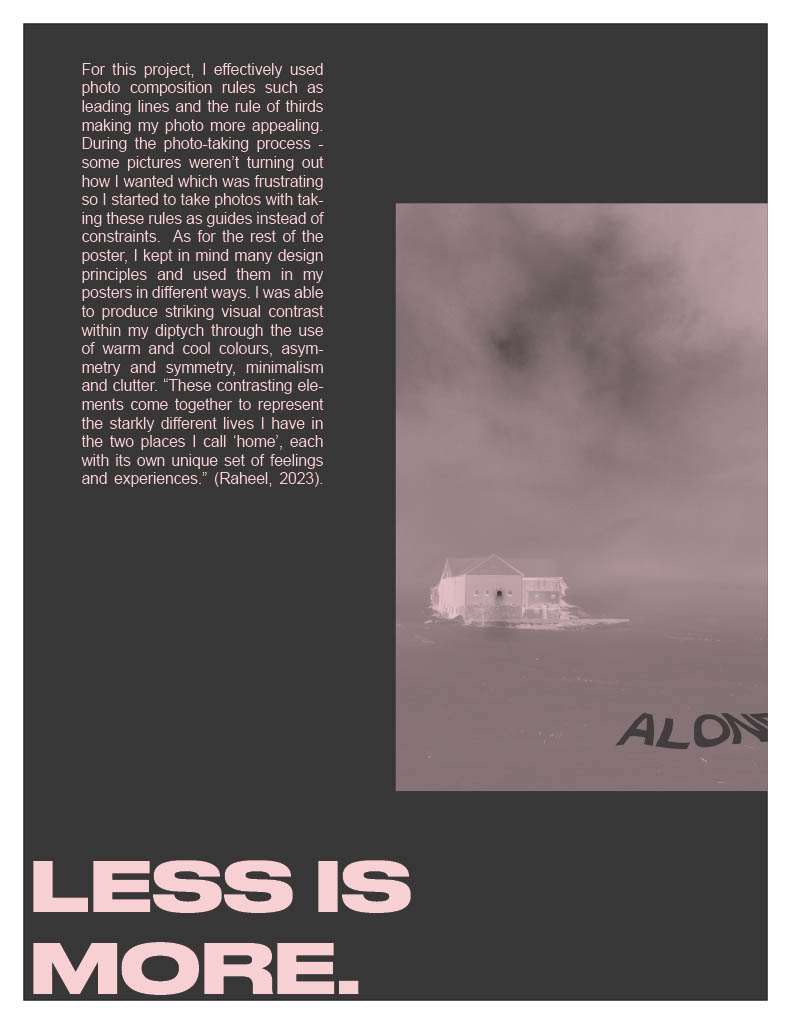 For this project, I effectively used
photo composition rules such as
leading lines and the rule of thirds
making my photo more appealing.
During the photo-taking process -
some pictures weren’t turning out
how I wanted which was frustrating
so I started to take photos with tak-
ing these rules as guides instead of
constraints.  As for the rest of the
poster, I kept in mind many design
principles and used them in my
posters in different ways. I was able
to produce striking visual contrast
within my diptych through the use
of warm and cool colours, asym-
metry and symmetry, minimalism
and clutter. “These contrasting ele-
ments come together to represent
the starkly different lives I have in
the two places I call ‘home’, each
with its own unique set of feelings
and experiences.” (Raheel, 2023).
ALONE
LESS IS
MORE.